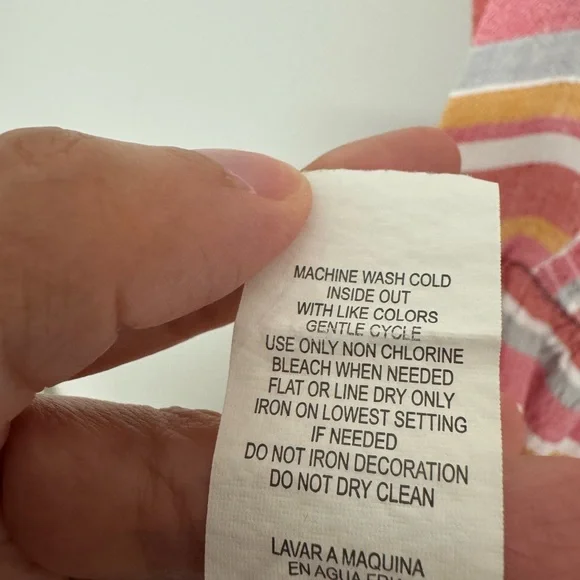 MACHINE WASH COLD
INSIDE OUT
WITH LIKE COLORS
GENTLE CYCLE
USE ONLY NON CHLORINE
BLEACH WHEN NEEDED
FLAT OR LINE DRY ONLY
IRON ON LOWEST SETTING
IF NEEDED
DO NOT IRON DECORATION
DO NOT DRY CLEAN
LAVAR A MAQUINA
EN AGUA